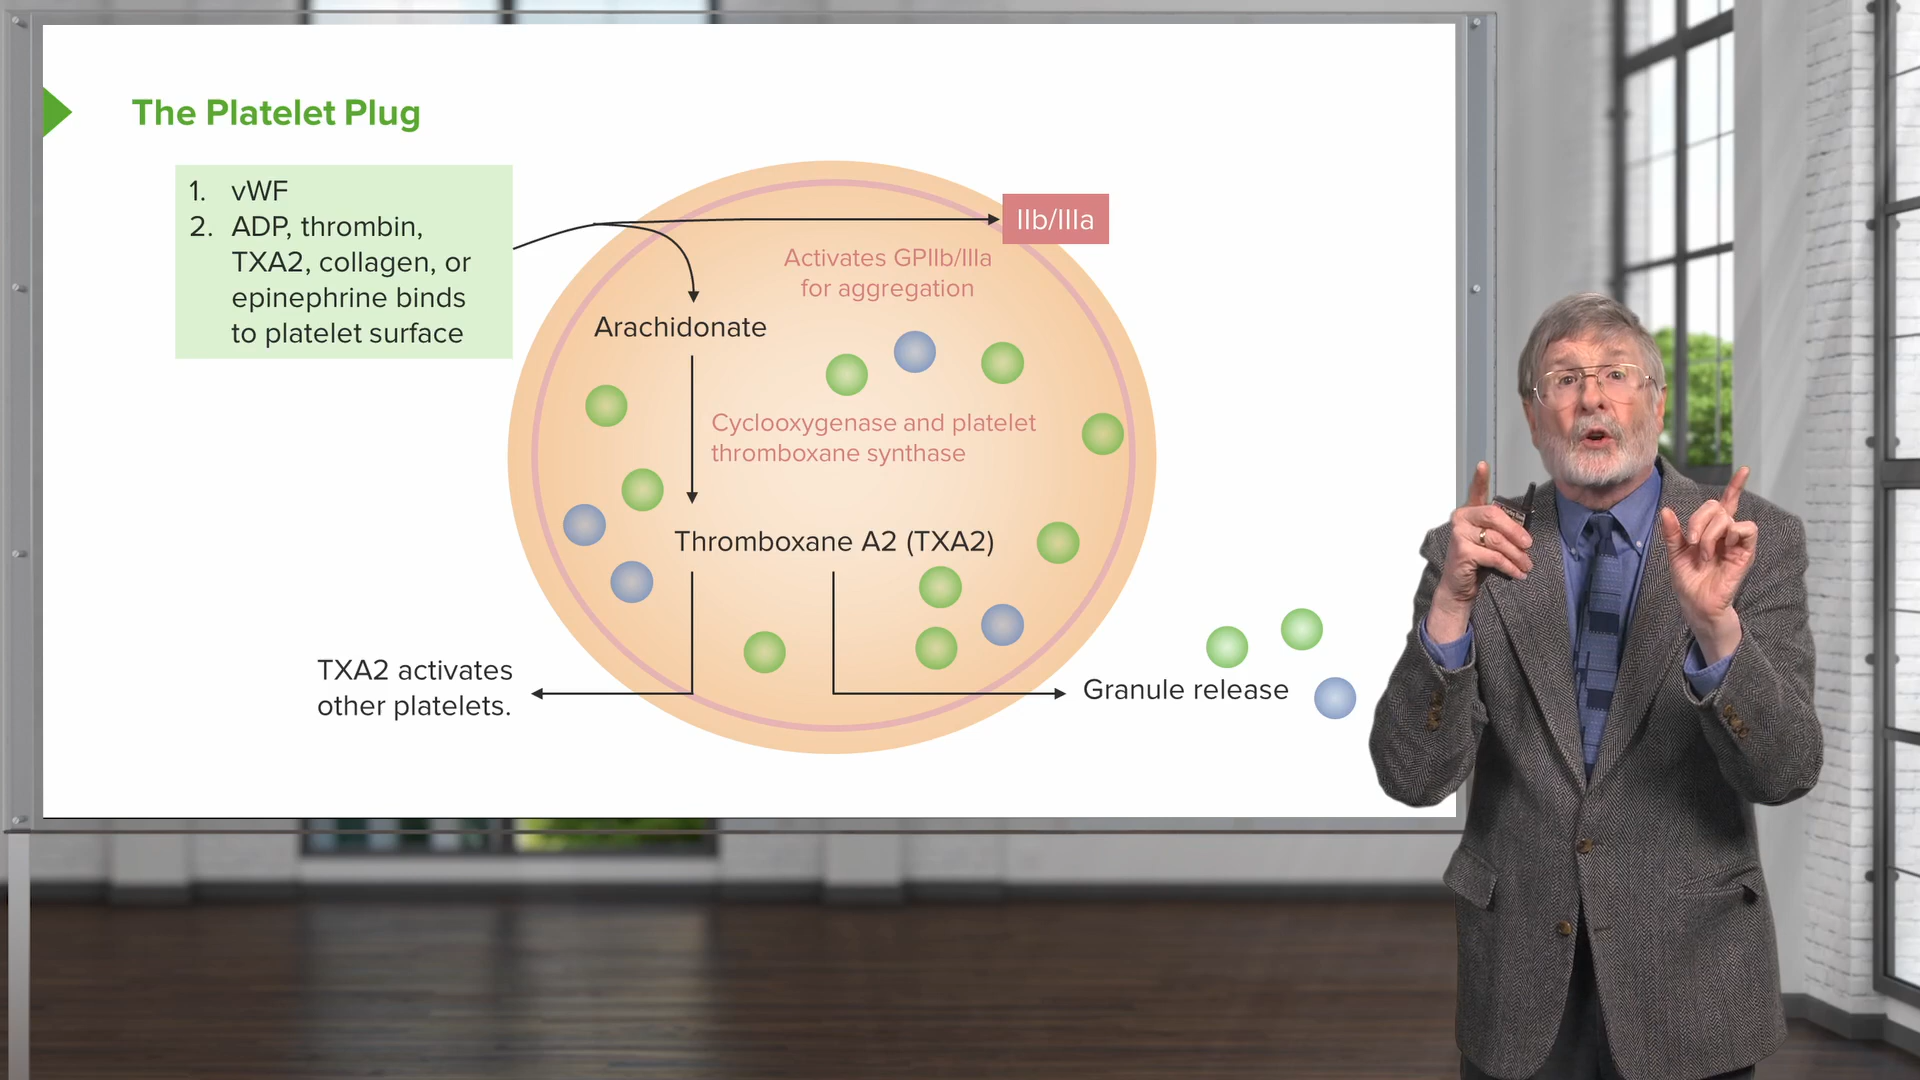 The Platelet Plug
1. vWF
2. ADP, thrombin,
TXA2, collagen, or
epinephrine binds
to platelet surface
IIb/IIIa
Activates GPIIb/IIIa
for aggregation
Arachidonate
Cyclooxygenase and platelet
thromboxane synthase
Thromboxane A2 (TXA2)
TXA2 activates
other platelets.
Granule release